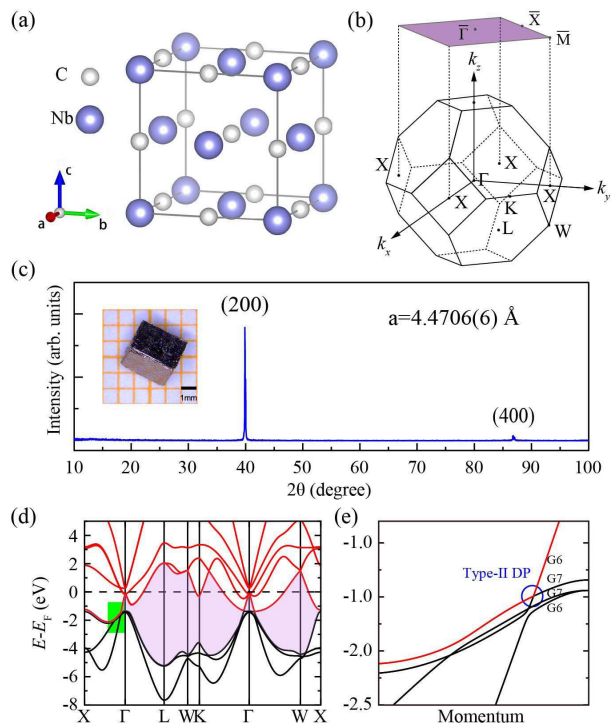 (a)
C
Nb
c
a
b
(b)
X̄
Γ̄
M̄
k_z
X
X
Γ
k_y
X
X
K
L
W
k_x
(c)
Intensity (arb. units)
(200)
a=4.4706(6) Å
1mm
(400)
10 20 30 40 50 60 70 80 90 100
2θ (degree)
(d)
E-E_F (eV)
4
2
0
-2
-4
-6
-8
X Γ L W K Γ W X
(e)
-1.0
G6
Type-II DP
G7
-1.0
G7
G6
-2.0
-2.5
Momentum